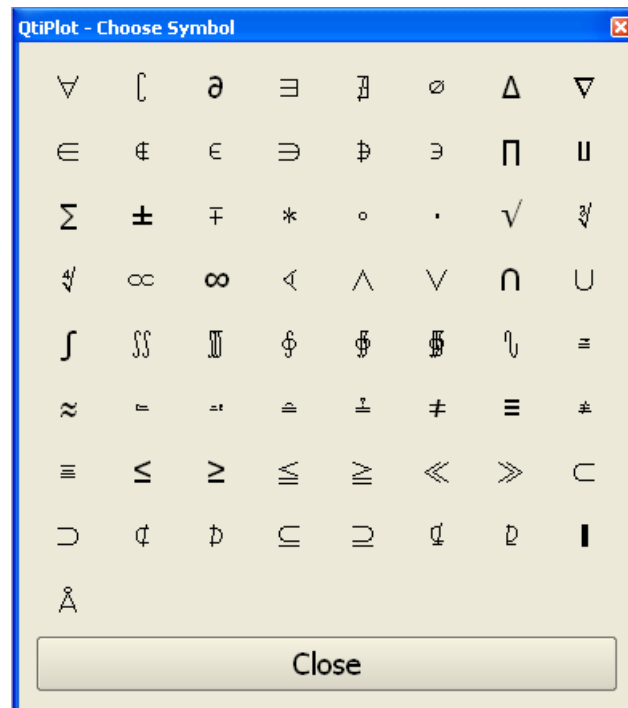 QtiPlot - Choose Symbol
∀ ∁ ∂ ∃ ∄ ∅ ∆ ∇
∈ ∉ ∊ ∋ ∌ ∍ ∏ ∐
∑ ± ∓ ∗ ∘ ∙ √ ∛
∜ ∝ ∞ ∢ ∧ ∨ ∩ ∪
∫ ∬ ∭ ∮ ∯ ∰ ∿
≈ ≙ ≚ ≠ ≡
≤ ≥ ≦ ≧ ≪ ≫ ⊂
⊃ ⊄ ⊅ ⊆ ⊇ ⊈ ⊉
Å
Close